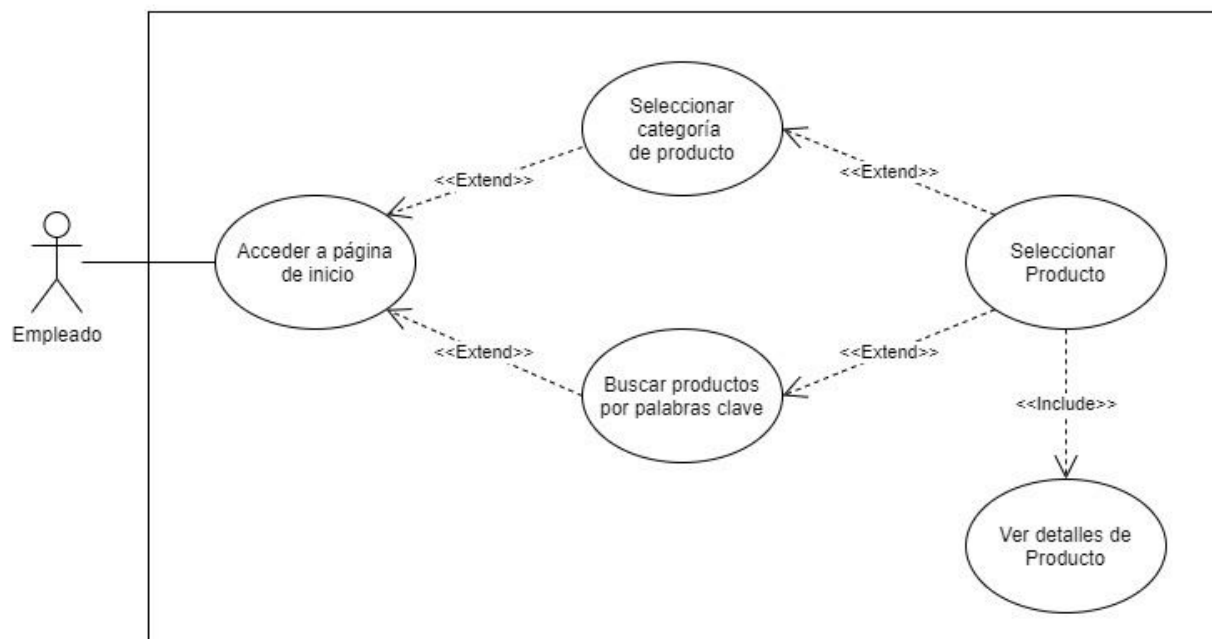 Seleccionar
categoría
de producto
<<Extend>>
<<Extend>>
Acceder a página
de inicio
Seleccionar
Producto
Empleado
<<Extend>>
<<Extend>>
Buscar productos
por palabras clave
<<Include>>
Ver detalles de
Producto